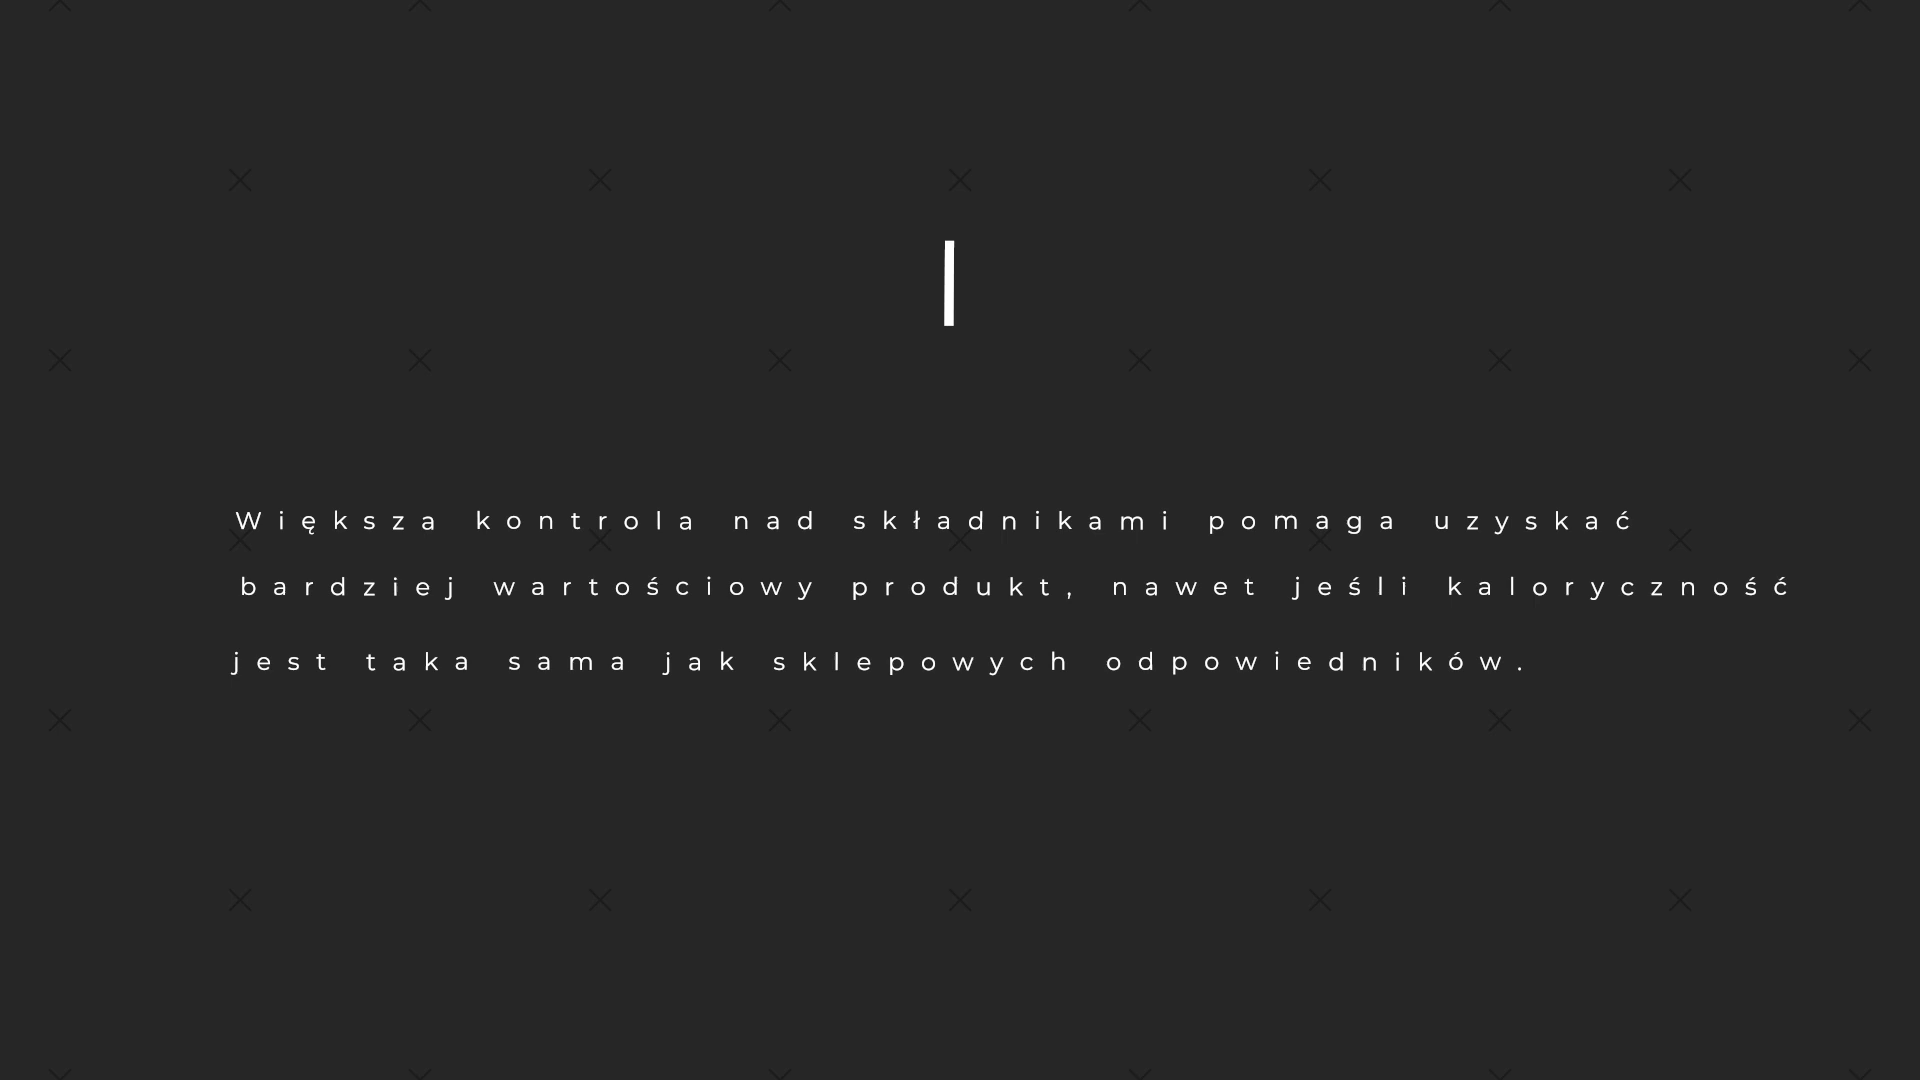 Większa kontrola nad składnikami pomaga uzyskać
bardziej wartościowy produkt, nawet jeśli kaloryczność
jest taka sama jak sklepowych odpowiedników.